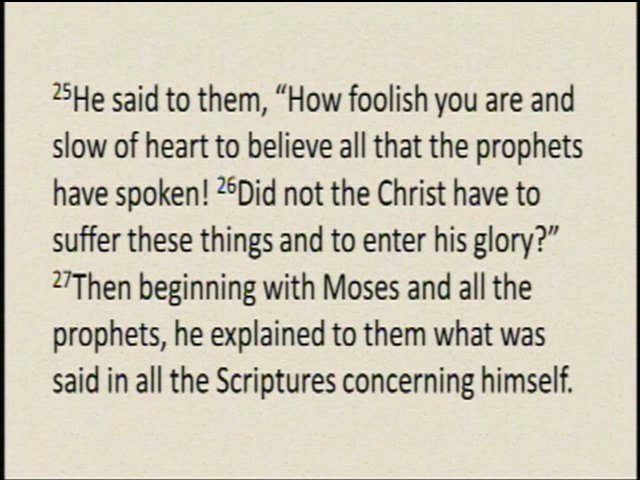 25He said to them, “How foolish you are and
slow of heart to believe all that the prophets
have spoken! 26Did not the Christ have to
suffer these things and to enter his glory?”
27Then beginning with Moses and all the
prophets, he explained to them what was
said in all the Scriptures concerning himself.